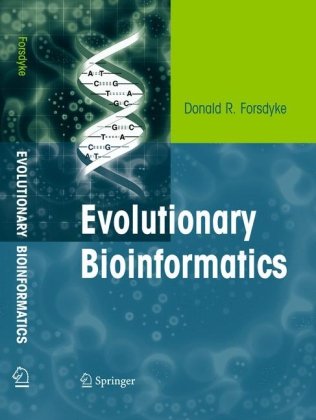 Forsdyke
EVOLUTIONARY BIOINFORMATICS
Donald R. Forsdyke
Evolutionary
Bioinformatics
Springer